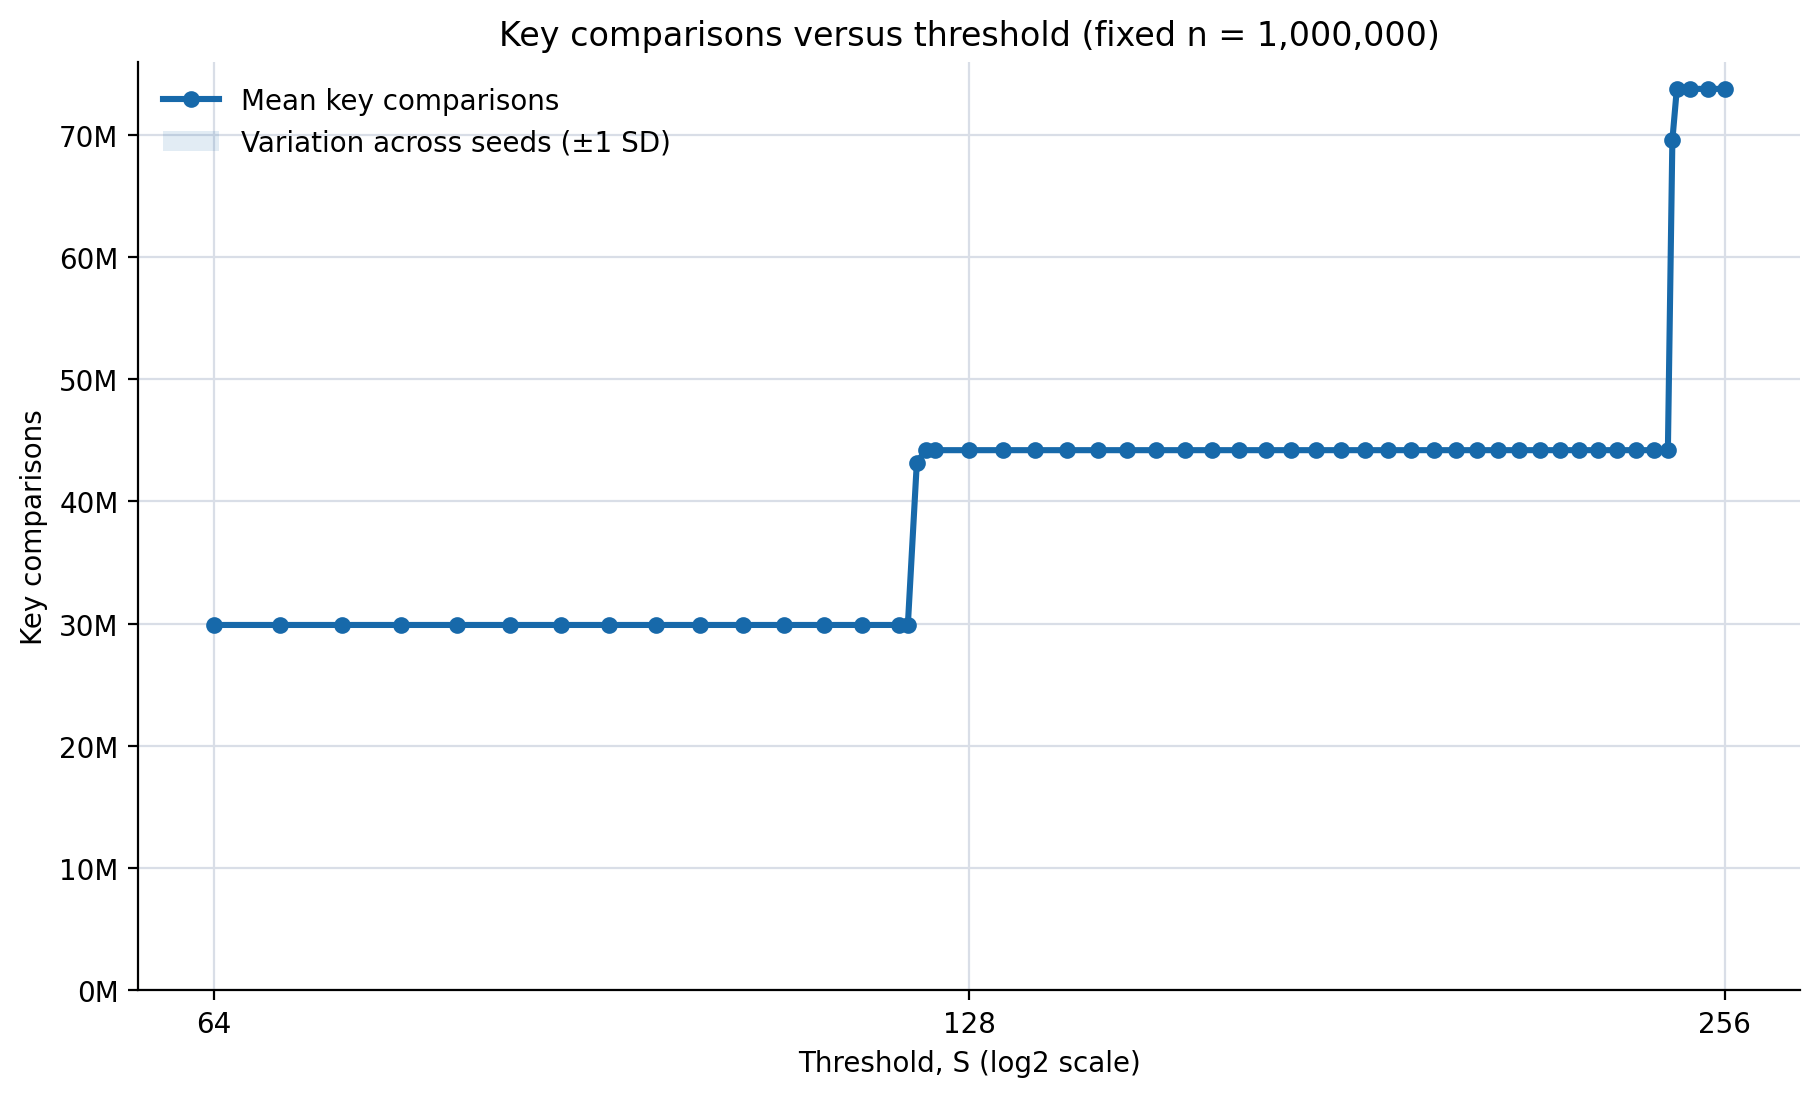 Key comparisons versus threshold (fixed n = 1,000,000)
Mean key comparisons
Variation across seeds (±1 SD)
70M
60M
50M
40M
30M
20M
10M
0M
Key comparisons
64
128
256
Threshold, S (log2 scale)